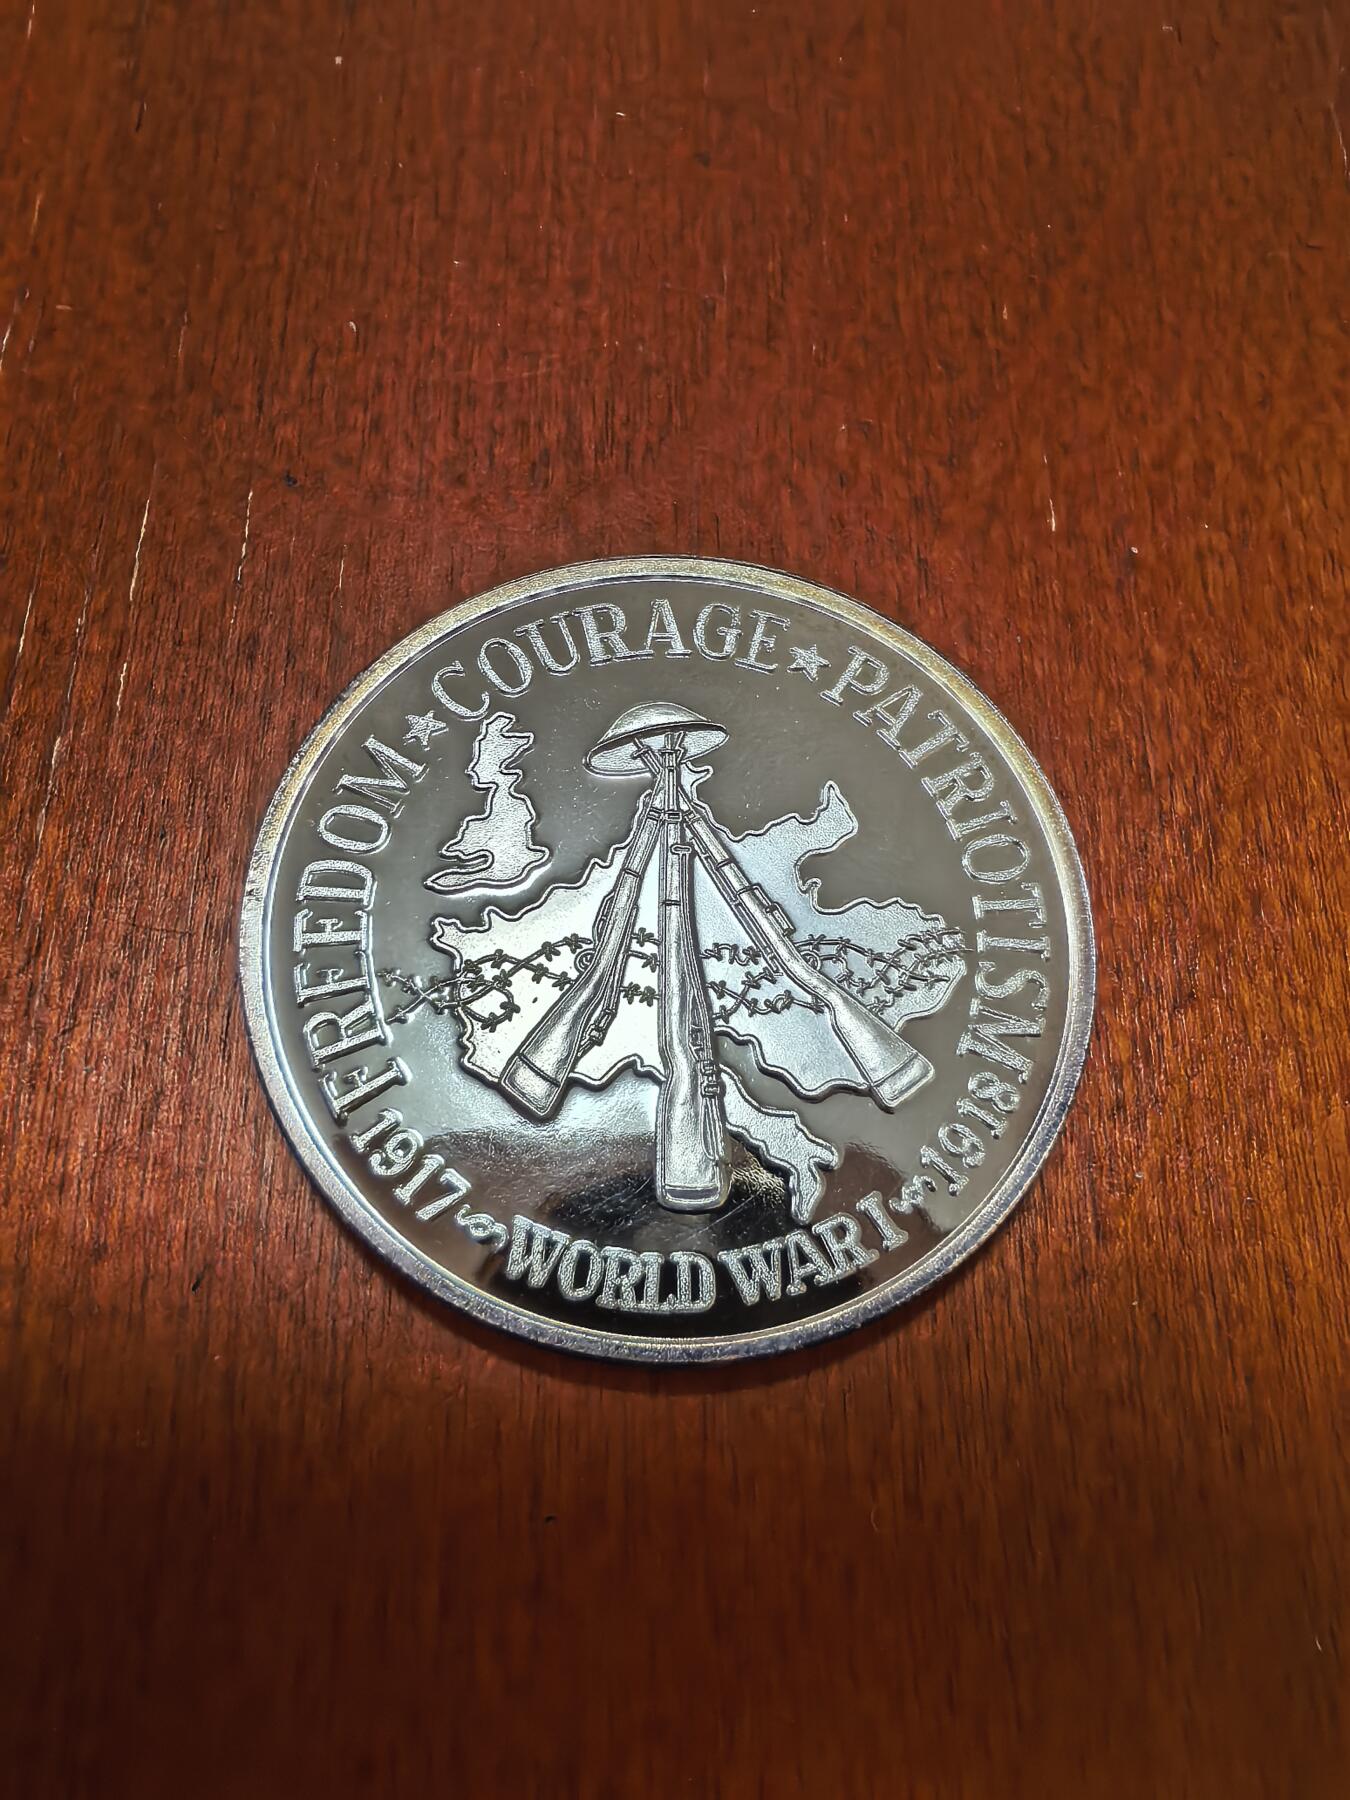 FREEDOM ★ COURAGE ★ PATRIOTISM
1917 ~ WORLD WAR I ~ 1918